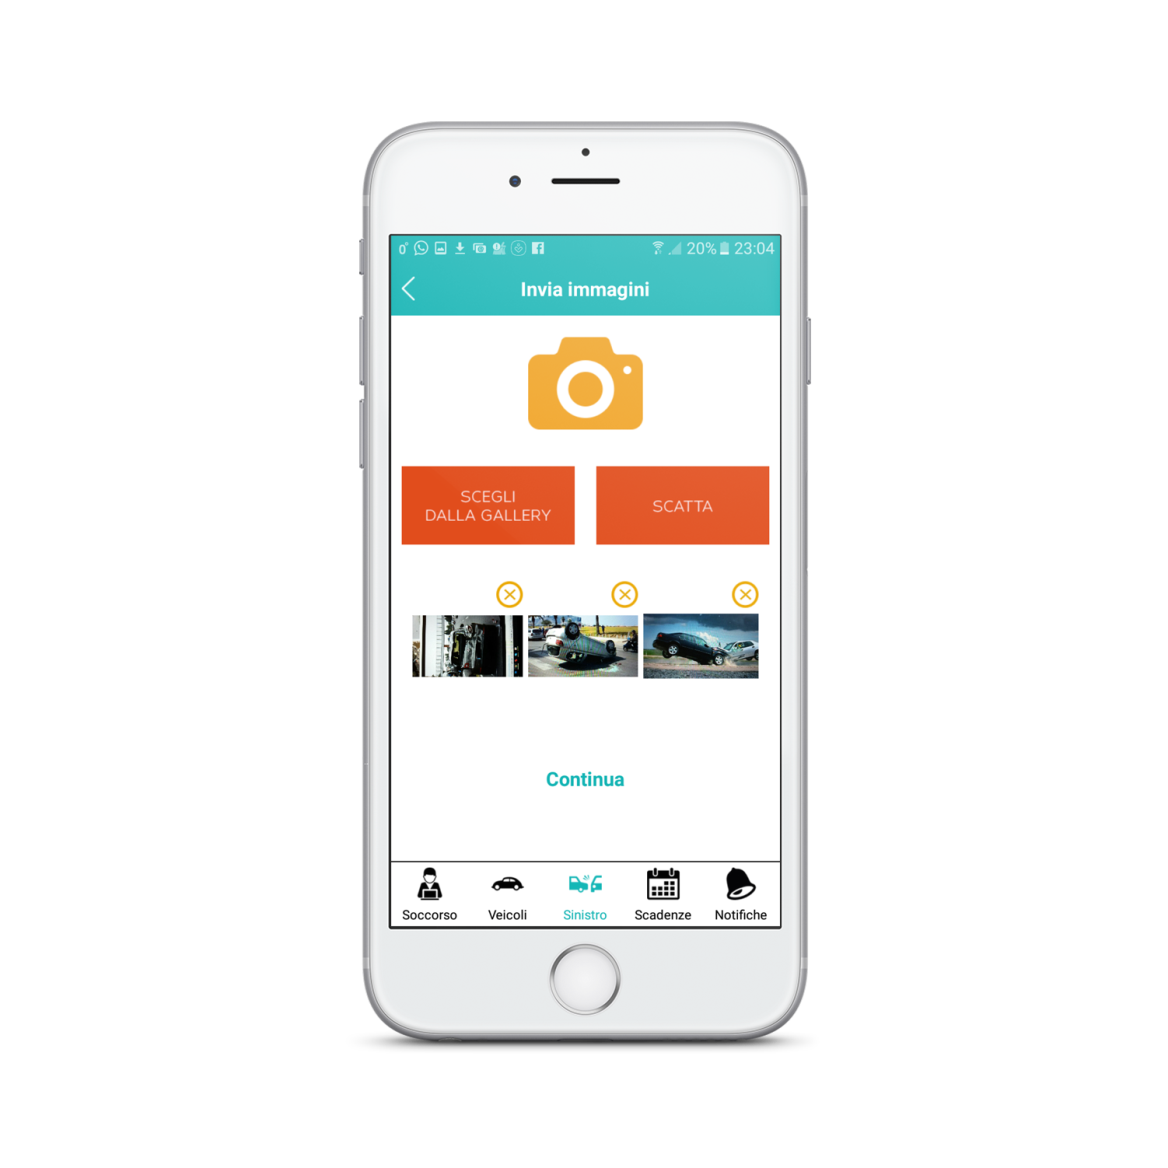 20% 23:04
Invia immagini
SCEGLI
DALLA GALLERY
SCATTA
Continua
Soccorso Veicoli Sinistro Scadenze Notifiche